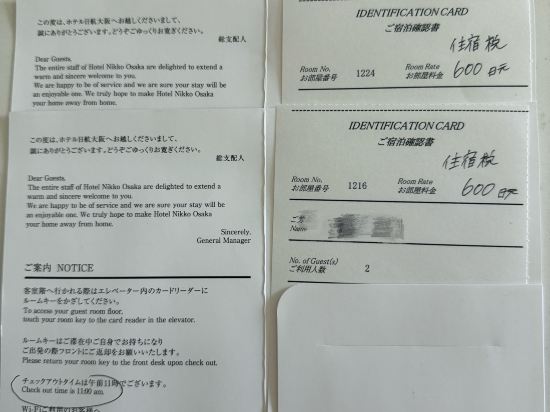 この度は、ホテル日航大阪へお越しくださいまして、
誠にありがとうございます。どうぞごゆっくりお寛ぎください。
総支配人
Dear Guests.
The entire staff of Hotel Nikko Osaka are delighted to extend a
warm and sincere welcome to you.
We are happy to be of service and we are sure your stay will be
an enjoyable one. We truly hope to make Hotel Nikko Osaka
your home away from home.
IDENTIFICATION CARD
ご宿泊確認書
住宿税
Room No.
お部屋番号
1224
Room Rate
お部屋料金
600 日元
この度は、ホテル日航大阪へお越しくださいまして、
誠にありがとうございます。どうぞごゆっくりお寛ぎください。
総支配人
Dear Guests.
The entire staff of Hotel Nikko Osaka are delighted to extend a
warm and sincere welcome to you.
We are happy to be of service and we are sure your stay will be
an enjoyable one. We truly hope to make Hotel Nikko Osaka
your home away from home.
Sincerely,
General Manager
ご案内 NOTICE
客室階へ行かれる際はエレベーター内のカードリーダーに
ルームキーをかざしてください。
To access your guest room floor.
touch your room key to the card reader in the elevator.
ルームキーはご滞在中ご自身でお持ちになり
ご出発の際フロントにご返却をお願いいたします。
Please return your room key to the front desk upon check out.
チェックアウトタイムは午前11時でございます。
Check out time is 11:00 am.
Wi-Fiご利用のお客様へ
IDENTIFICATION CARD
ご宿泊確認書
住宿税
Room No.
お部屋番号
1216
Room Rate
お部屋料金
600 日元
Name
No. of Guest(s)
ご利用人数
2